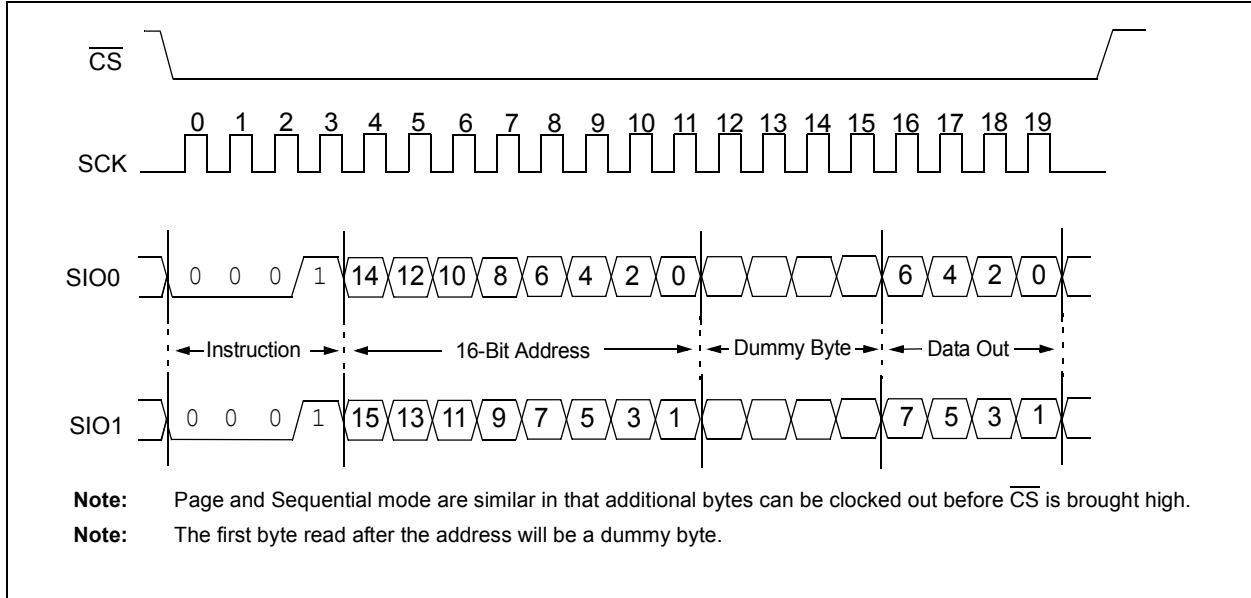 CS
0 1 2 3 4 5 6 7 8 9 10 11 12 13 14 15 16 17 18 19
SCK
SIO0 0 0 0 1 14 12 10 8 6 4 2 0 6 4 2 0
Instruction 16-Bit Address Dummy Byte Data Out
SIO1 0 0 0 1 15 13 11 9 7 5 3 1 7 5 3 1
Note: Page and Sequential mode are similar in that additional bytes can be clocked out before CS is brought high.
Note: The first byte read after the address will be a dummy byte.